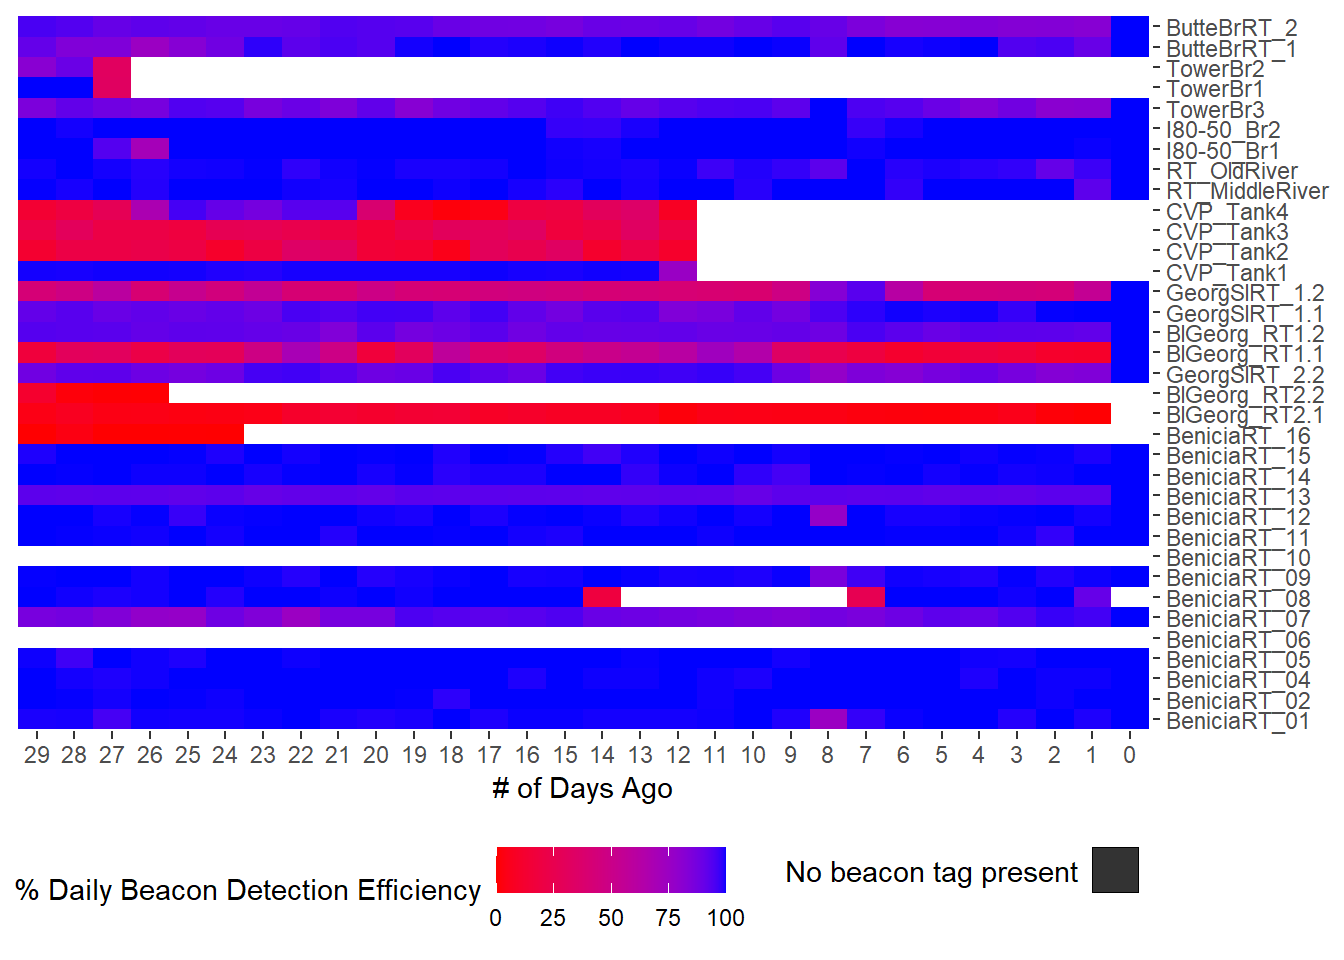 ButteBrRT_2
ButteBrRT_1
TowerBr2
TowerBr1
TowerBr3
I80-50_Br2
I80-50_Br1
RT_OldRiver
RT_MiddleRiver
CVP_Tank4
CVP_Tank3
CVP_Tank2
CVP_Tank1
GeorgSlRT_1.2
GeorgSlRT_1.1
BlGeorg_RT1.2
BlGeorg_RT1.1
GeorgSlRT_2.2
BlGeorg_RT2.2
BlGeorg_RT2.1
BeniciaRT_16
BeniciaRT_15
BeniciaRT_14
BeniciaRT_13
BeniciaRT_12
BeniciaRT_11
BeniciaRT_10
BeniciaRT_09
BeniciaRT_08
BeniciaRT_07
BeniciaRT_06
BeniciaRT_05
BeniciaRT_04
BeniciaRT_02
BeniciaRT_01
29 28 27 26 25 24 23 22 21 20 19 18 17 16 15 14 13 12 11 10 9 8 7 6 5 4 3 2 1 0
# of Days Ago
% Daily Beacon Detection Efficiency
0 25 50 75 100
No beacon tag present